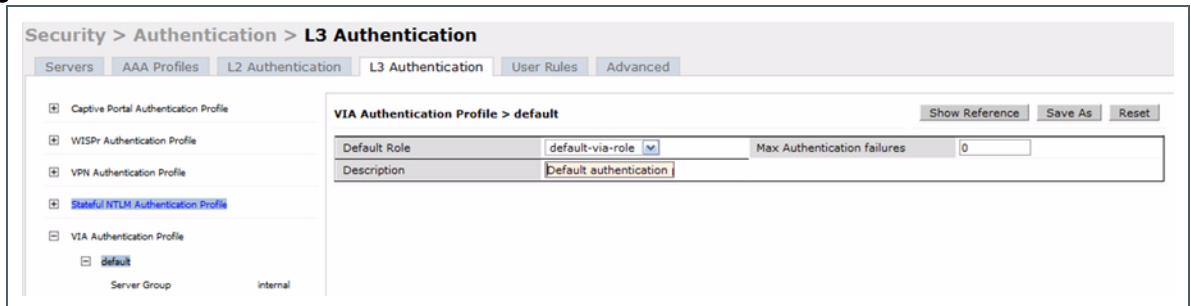 Security > Authentication > L3 Authentication
Servers AAA Profiles L2 Authentication L3 Authentication User Rules Advanced
Captive Portal Authentication Profile
WISPr Authentication Profile
VPN Authentication Profile
Stateful NTLM Authentication Profile
VIA Authentication Profile
default
Server Group internal
VIA Authentication Profile > default Show Reference Save As Reset
Default Role default-via-role Max Authentication failures 0
Description Default authentication